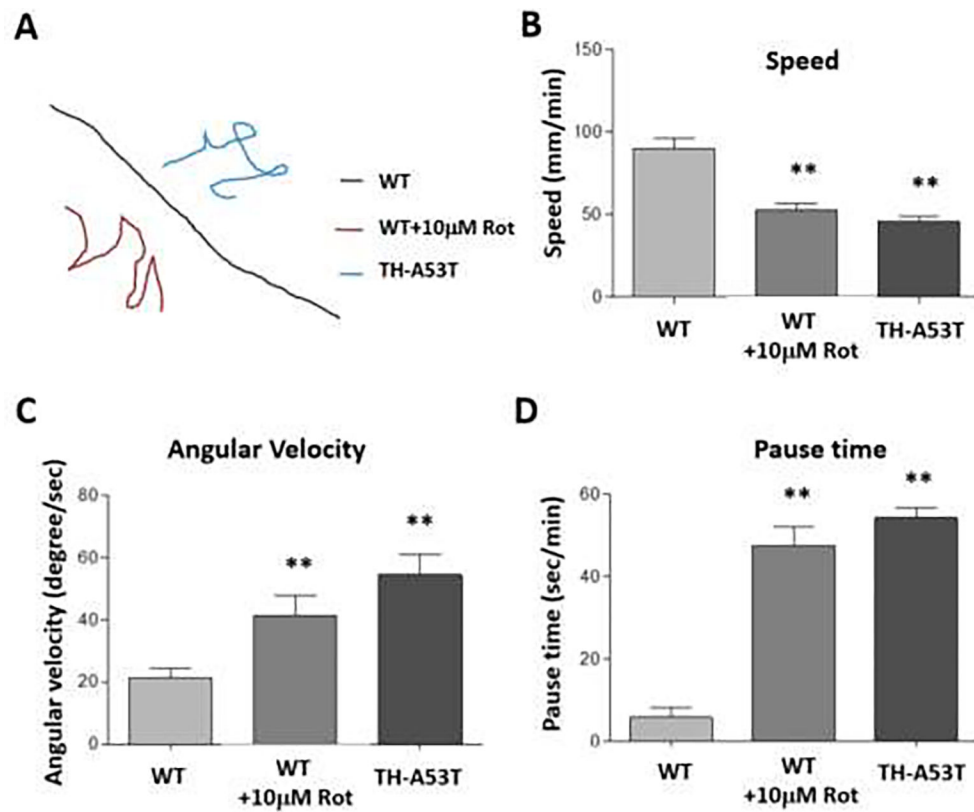 A
WT
WT+10μM Rot
TH-A53T
B
Speed
Speed (mm/min)
150
100
50
0
**
**
WT
WT
+10μM Rot
TH-A53T
C
Angular Velocity
Angular velocity (degree/sec)
80
60
40
20
0
**
**
WT
WT
+10μM Rot
TH-A53T
D
Pause time
Pause time (sec/min)
60
40
20
0
**
**
WT
WT
+10μM Rot
TH-A53T